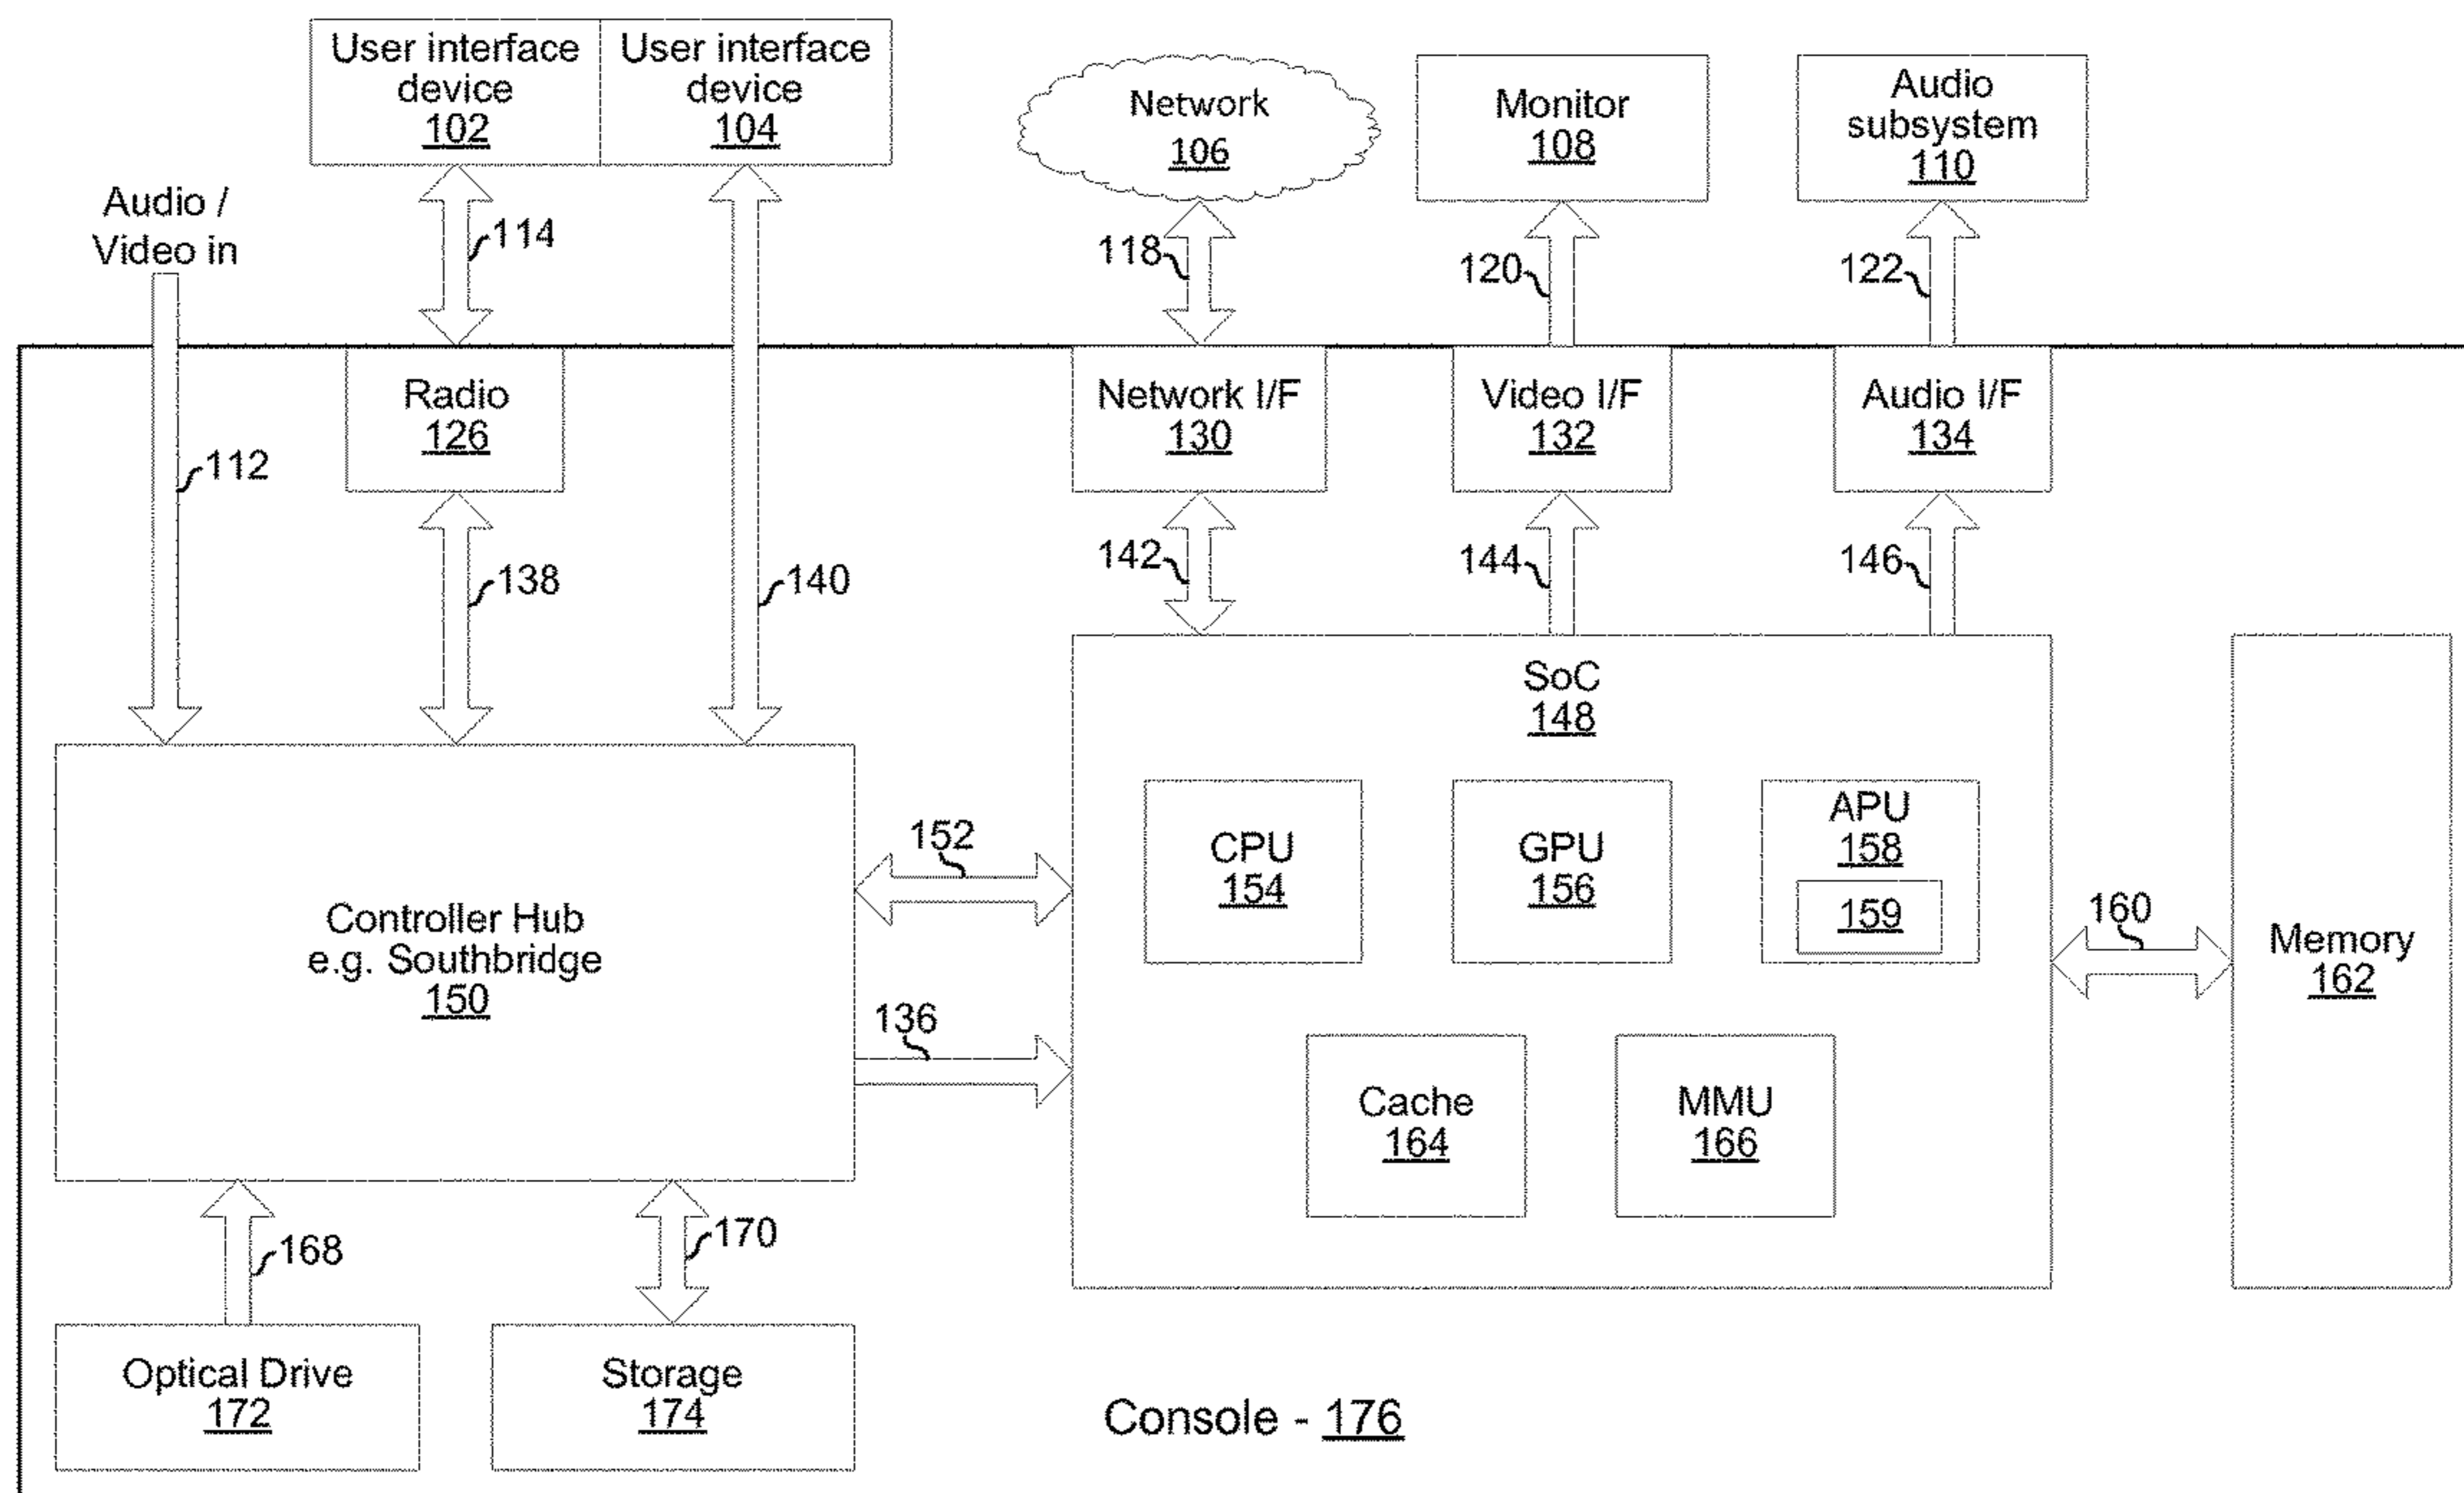 User interface
device
102
User interface
device
104
Network
106
Monitor
108
Audio
subsystem
110
Audio /
Video in
114
118
120
122
Radio
126
Network I/F
130
Video I/F
132
Audio I/F
134
112
138
140
142
144
146
SoC
148
CPU
154
GPU
156
APU
158
159
152
160
Controller Hub
e.g. Southbridge
150
Memory
162
136
Cache
164
MMU
166
168
170
Optical Drive
172
Storage
174
Console - 176